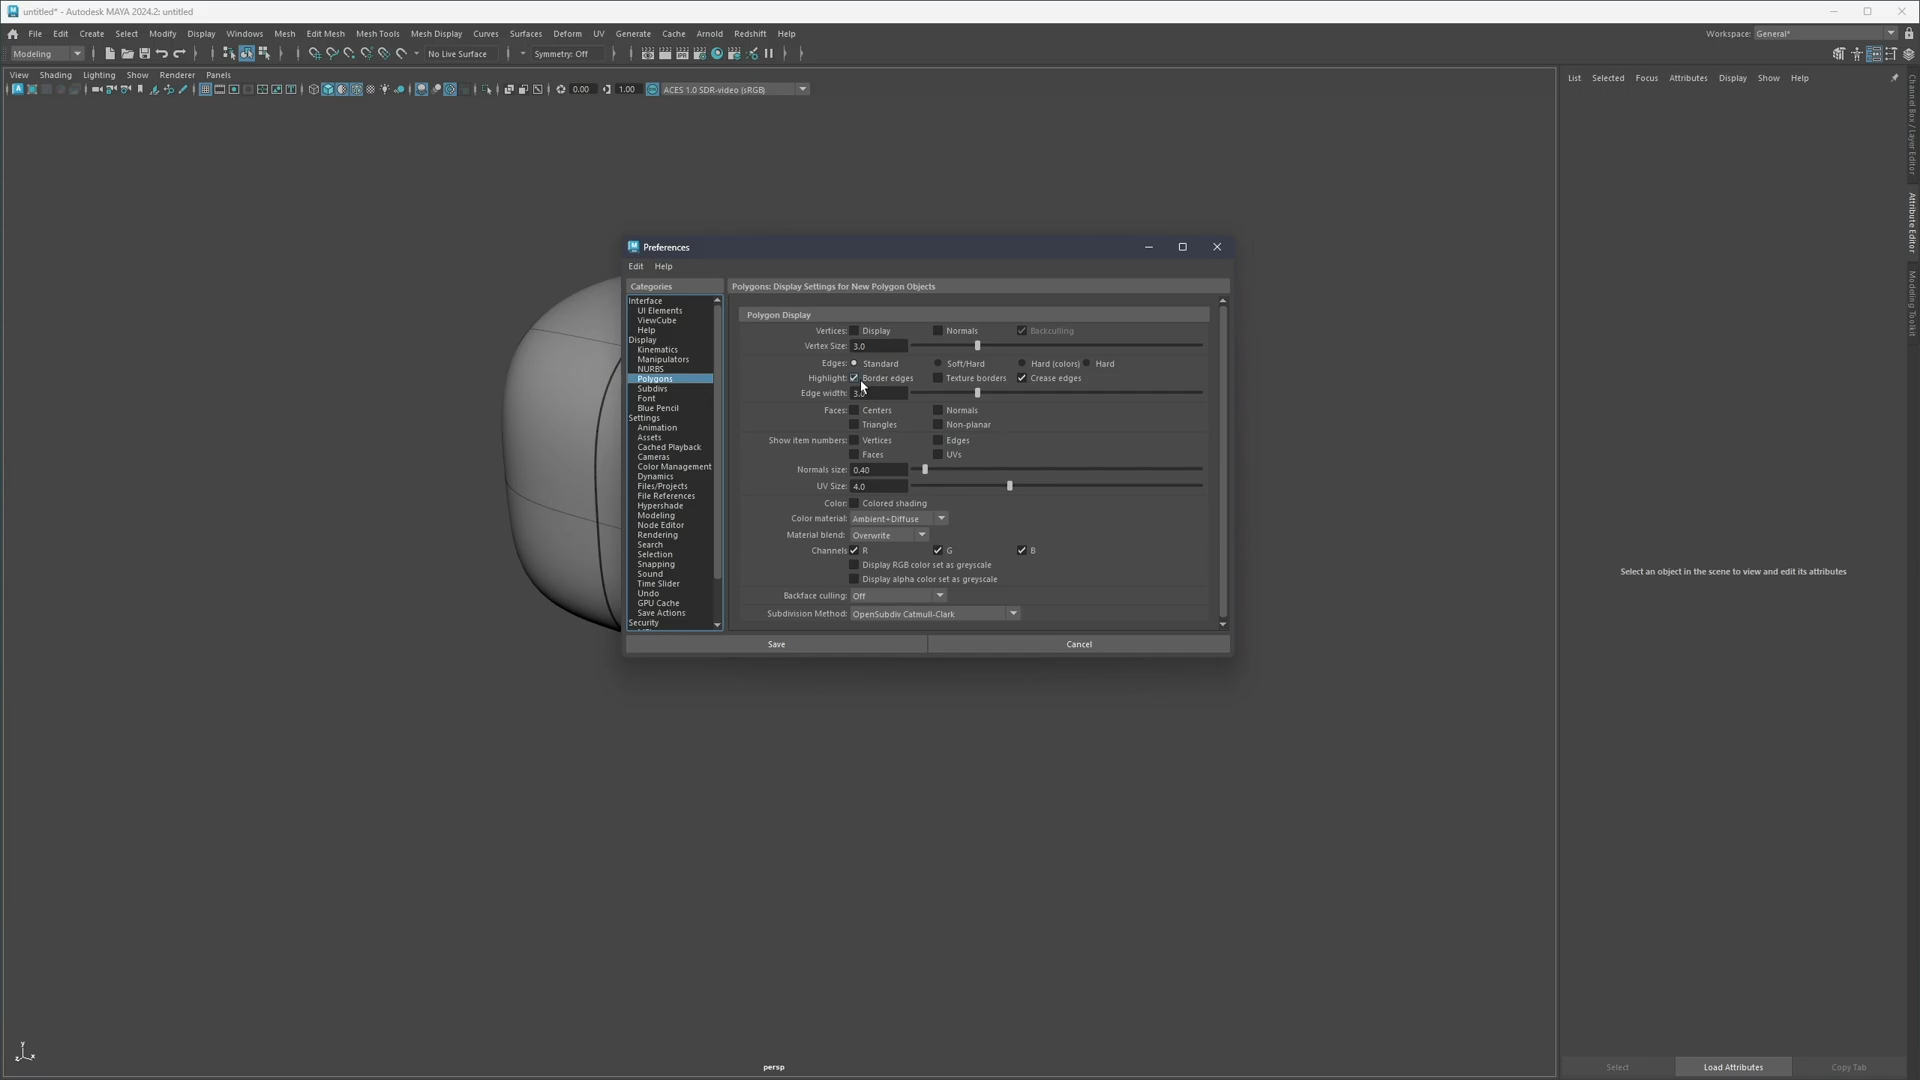 untitled* - Autodesk MAYA 2024.2: untitled
File Edit Create Select Modify Display Windows Mesh Edit Mesh Mesh Tools Mesh Display Curves Surfaces Deform UV Generate Cache Arnold Redshift Help
Workspace: General*
Modeling
No Live Surface
Symmetry: Off
View Shading Lighting Show Renderer Panels
0.00
1.00
ACES 1.0 SDR-video (sRGB)
List Selected Focus Attributes Display Show Help
Channel Box / Layer Editor
Attribute Editor
Modeling Toolkit
Preferences
Edit Help
Categories
Interface
UI Elements
ViewCube
Help
Display
Kinematics
Manipulators
NURBS
Polygons
Subdivs
Font
Blue Pencil
Settings
Animation
Assets
Cached Playback
Cameras
Color Management
Dynamics
Files/Projects
File References
Hypershade
Modeling
Node Editor
Rendering
Search
Selection
Snapping
Sound
Time Slider
Undo
GPU Cache
Save Actions
Security
Polygons: Display Settings for New Polygon Objects
Polygon Display
Vertices: Display Normals Backculling
Vertex Size: 3.0
Edges: Standard Soft/Hard Hard (colors) Hard
Highlight: Border edges Texture borders Crease edges
Edge width: 3.0
Faces: Centers Normals
Triangles Non-planar
Show item numbers: Vertices Edges
Faces UVs
Normals size: 0.40
UV Size: 4.0
Color: Colored shading
Color material: Ambient+Diffuse
Material blend: Overwrite
Channels R G B
Display RGB color set as greyscale
Display alpha color set as greyscale
Backface culling: Off
Subdivision Method: OpenSubdiv Catmull-Clark
Save Cancel
Select an object in the scene to view and edit its attributes
y
z x
persp
Select Load Attributes Copy Tab